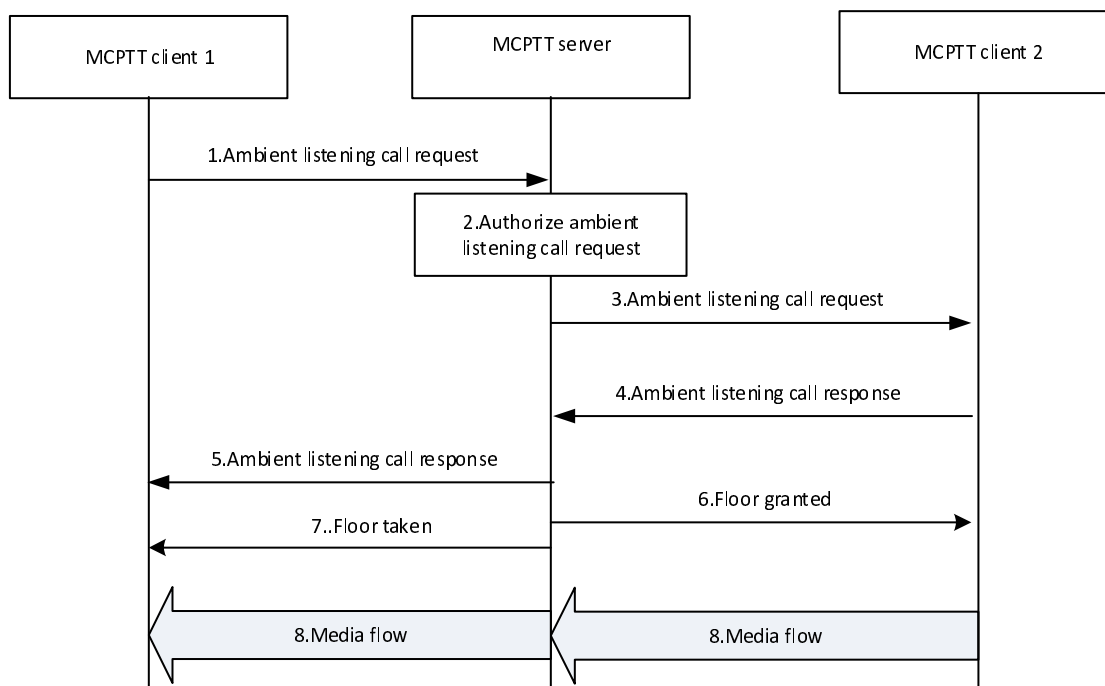 MCPTT client 1
MCPTT server
MCPTT client 2
1.Ambient listening call request
2.Authorize ambient
listening call request
3.Ambient listening call request
4.Ambient listening call response
5.Ambient listening call response
6.Floor granted
7..Floor taken
8.Media flow
8.Media flow